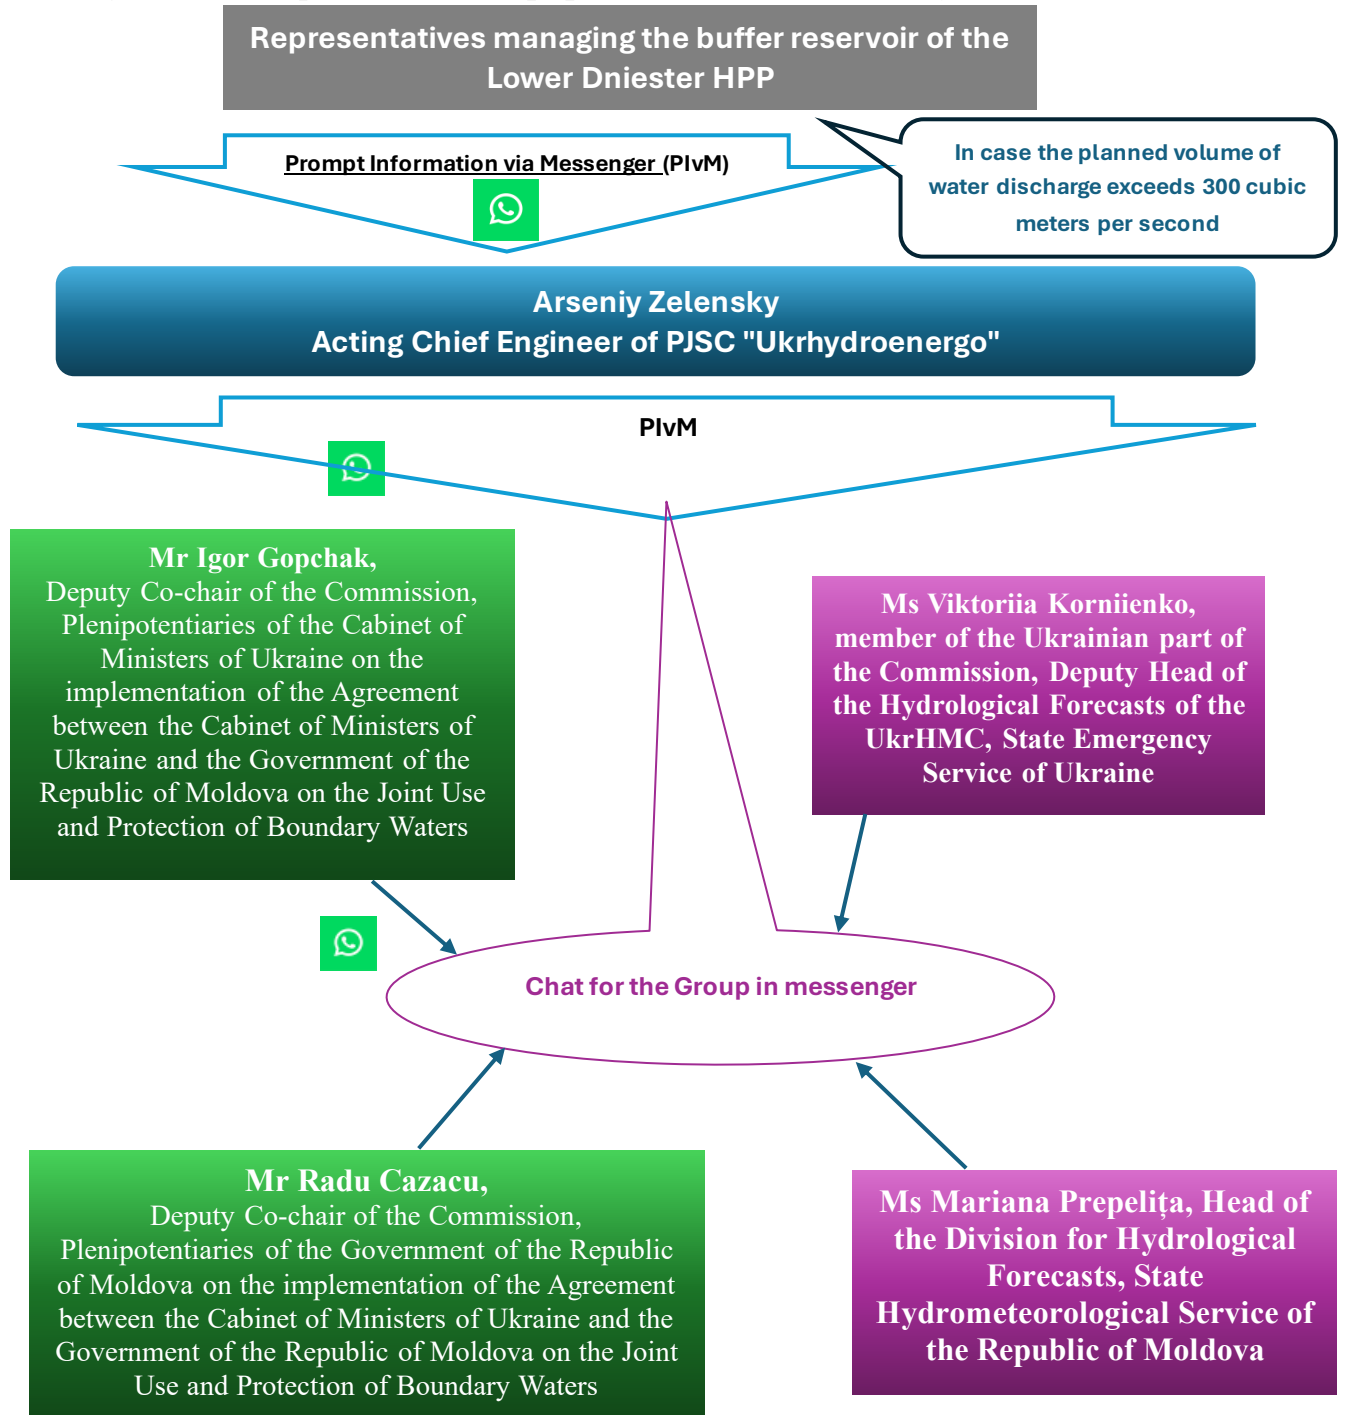 Representatives managing the buffer reservoir of the
Lower Dniester HPP
Prompt Information via Messenger (PIvM)
In case the planned volume of
water discharge exceeds 300 cubic
meters per second
Arseniy Zelensky
Acting Chief Engineer of PJSC "Ukrhydroenergo"
PIvM
Mr Igor Gopchak,
Deputy Co-chair of the Commission,
Plenipotentiaries of the Cabinet of
Ministers of Ukraine on the
implementation of the Agreement
between the Cabinet of Ministers of
Ukraine and the Government of the
Republic of Moldova on the Joint Use
and Protection of Boundary Waters
Ms Viktoriia Korniienko,
member of the Ukrainian part of
the Commission, Deputy Head of
the Hydrological Forecasts of the
UkrHMC, State Emergency
Service of Ukraine
Chat for the Group in messenger
Mr Radu Cazacu,
Deputy Co-chair of the Commission,
Plenipotentiaries of the Government of the Republic
of Moldova on the implementation of the Agreement
between the Cabinet of Ministers of Ukraine and the
Government of the Republic of Moldova on the Joint
Use and Protection of Boundary Waters
Ms Mariana Prepelița, Head of
the Division for Hydrological
Forecasts, State
Hydrometeorological Service of
the Republic of Moldova